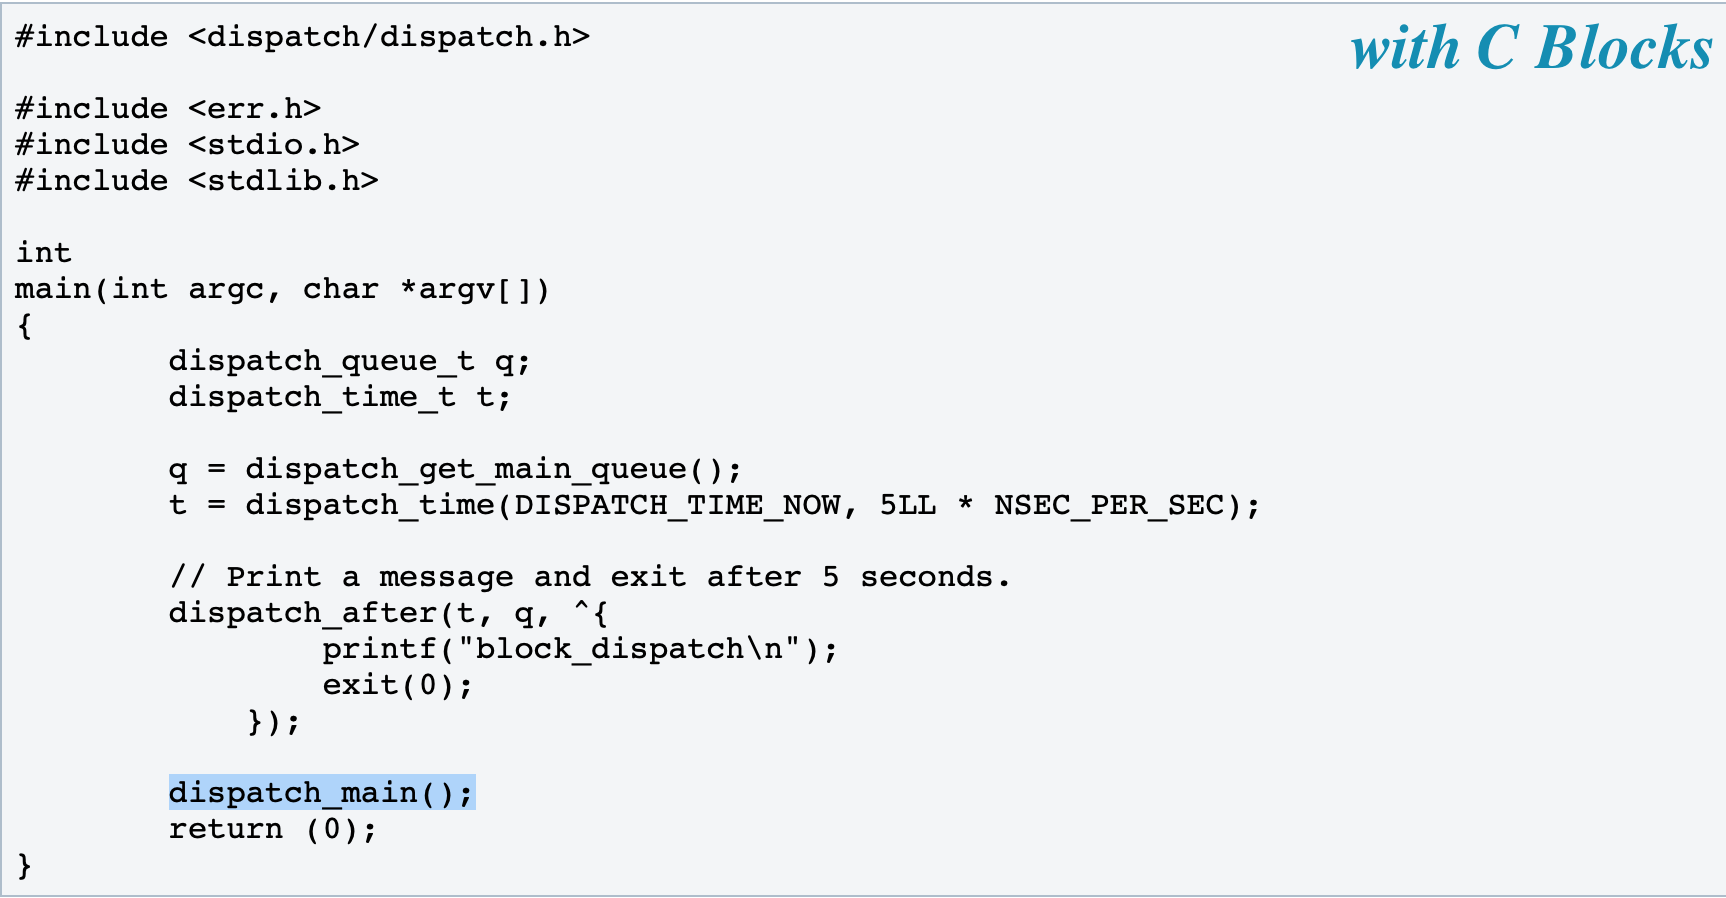 with C Blocks
#include <dispatch/dispatch.h>
#include <err.h>
#include <stdio.h>
#include <stdlib.h>
int
main(int argc, char *argv[])
{
        dispatch_queue_t q;
        dispatch_time_t t;
        q = dispatch_get_main_queue();
        t = dispatch_time(DISPATCH_TIME_NOW, 5LL * NSEC_PER_SEC);
        // Print a message and exit after 5 seconds.
        dispatch_after(t, q, ^{
                printf("block_dispatch\n");
                exit(0);
            });
        dispatch_main();
        return (0);
}